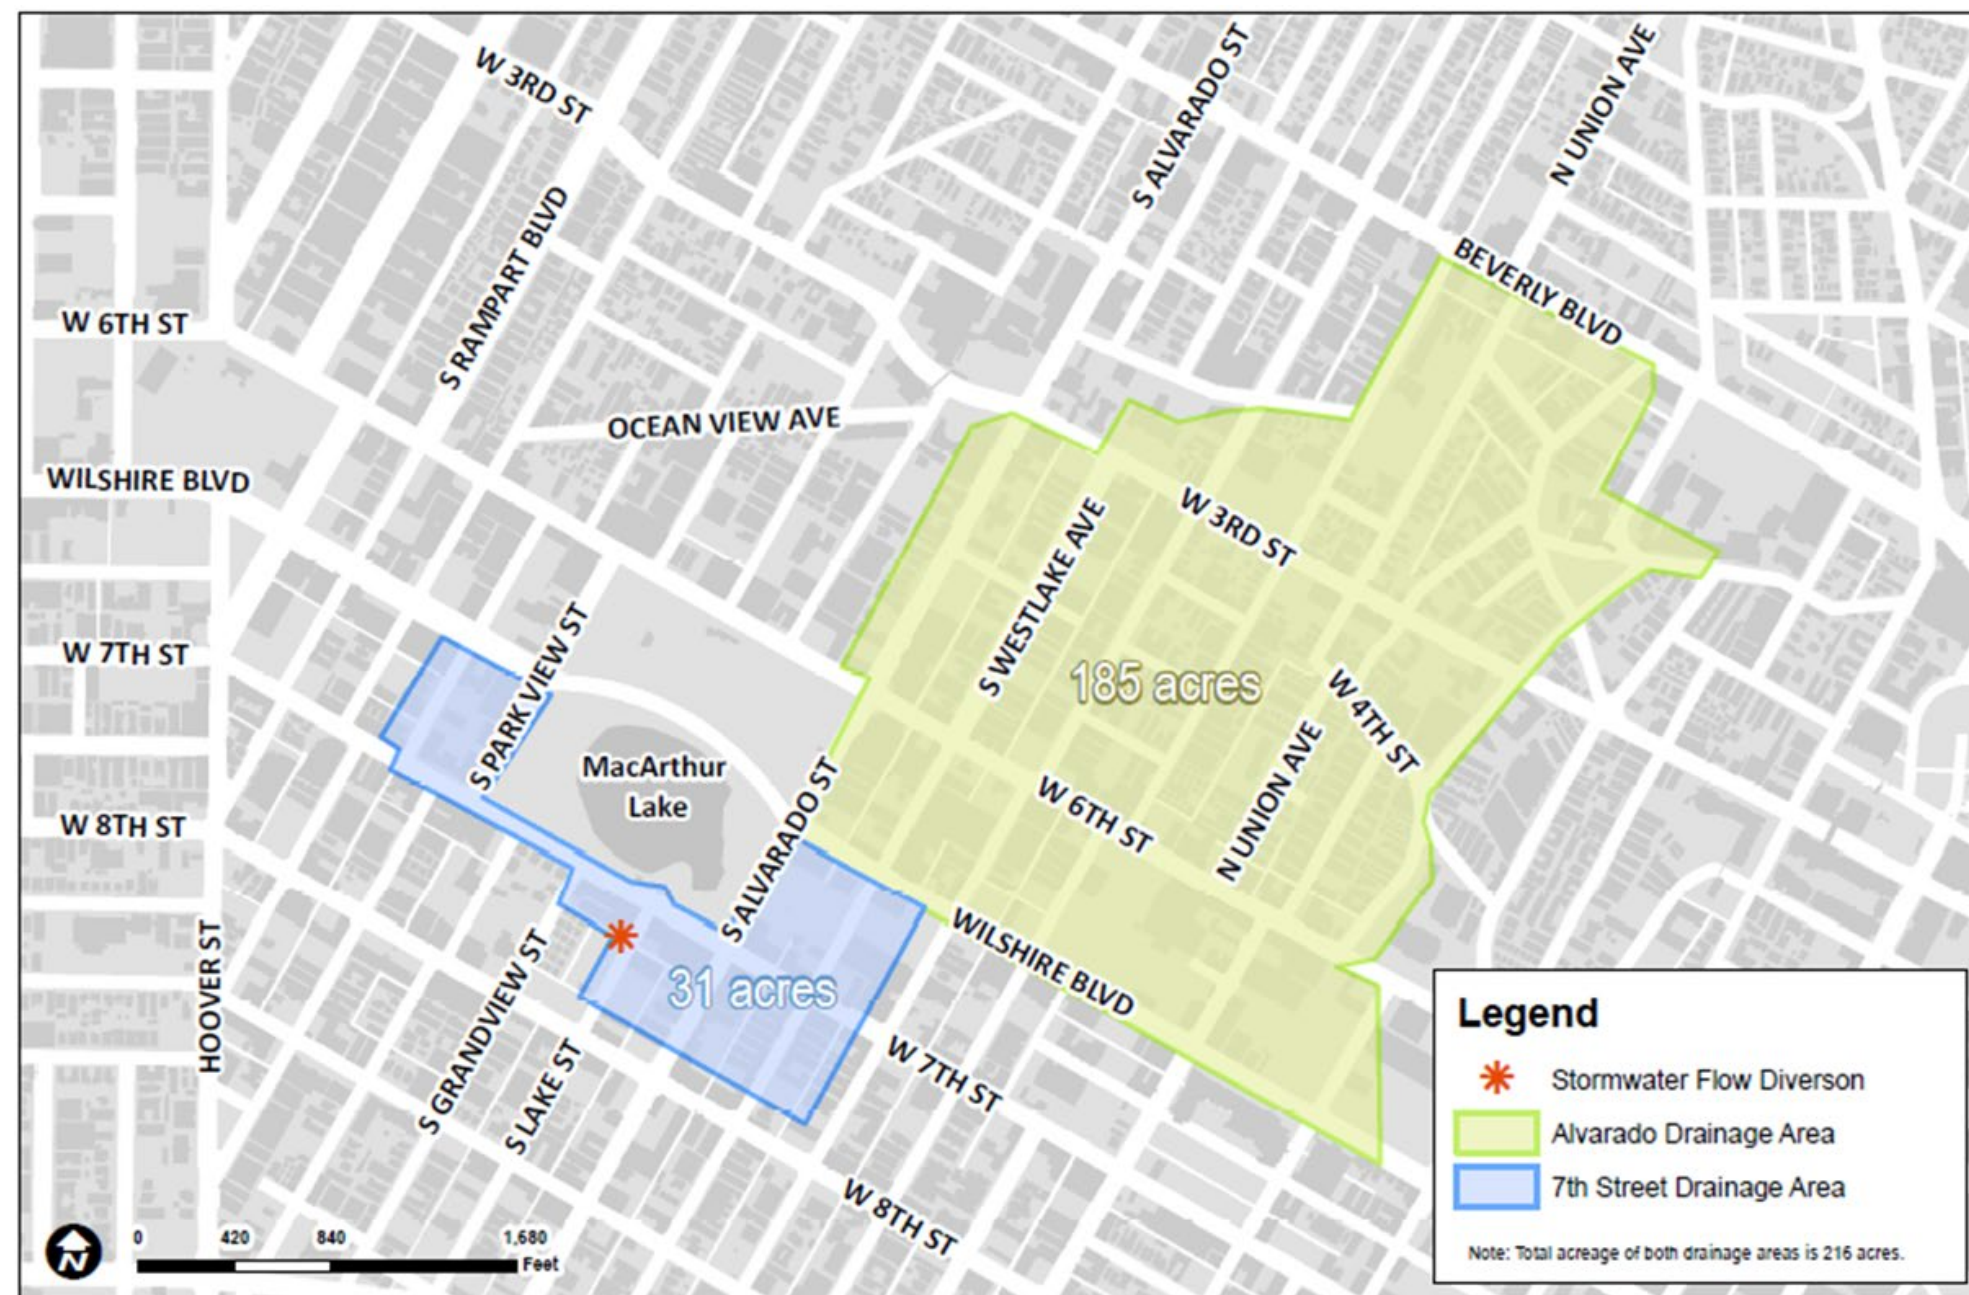 W 3RD ST
S ALVARADO ST
N UNION AVE
S RAMPART BLVD
BEVERLY BLVD
W 6TH ST
OCEAN VIEW AVE
WILSHIRE BLVD
W 3RD ST
S WESTLAKE AVE
W 7TH ST
S PARK VIEW ST
185 acres
W 4TH ST
MacArthur
Lake
N UNION AVE
W 6TH ST
W 8TH ST
S ALVARADO ST
WILSHIRE BLVD
31 acres
HOOVER ST
S GRANDVIEW ST
S LAKE ST
W 7TH ST
W 8TH ST
Legend
Stormwater Flow Diverson
Alvarado Drainage Area
7th Street Drainage Area
Note: Total acreage of both drainage areas is 216 acres.
N
0 420 840 1,680
Feet